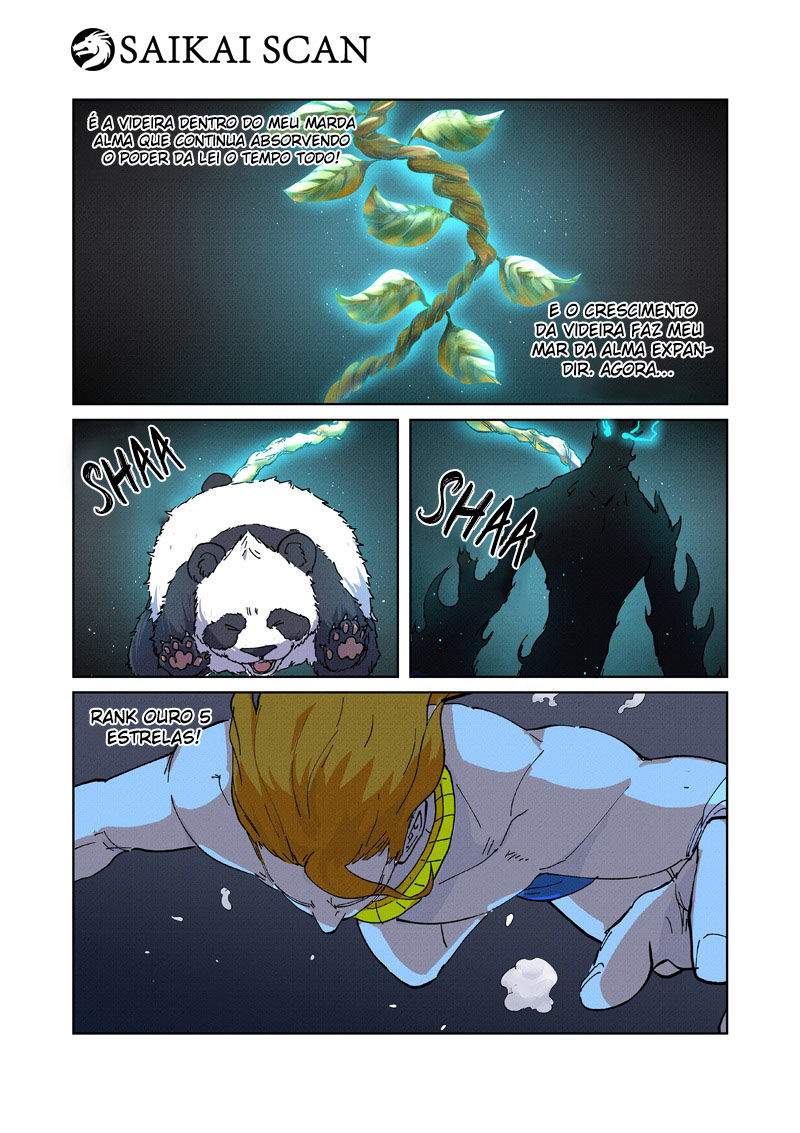 SAIKAI SCAN
É A VIDEIRA DENTRO DO MEU MARDA
ALMA QUE CONTINUA ABSORVENDO
O PODER DA LEI O TEMPO TODO!
E O CRESCIMENTO
DA VIDEIRA FAZ MEU
MAR DA ALMA EXPAN-
DIR. AGORA...
SHAA
SHAA
RANK OURO 5
ESTRELAS!